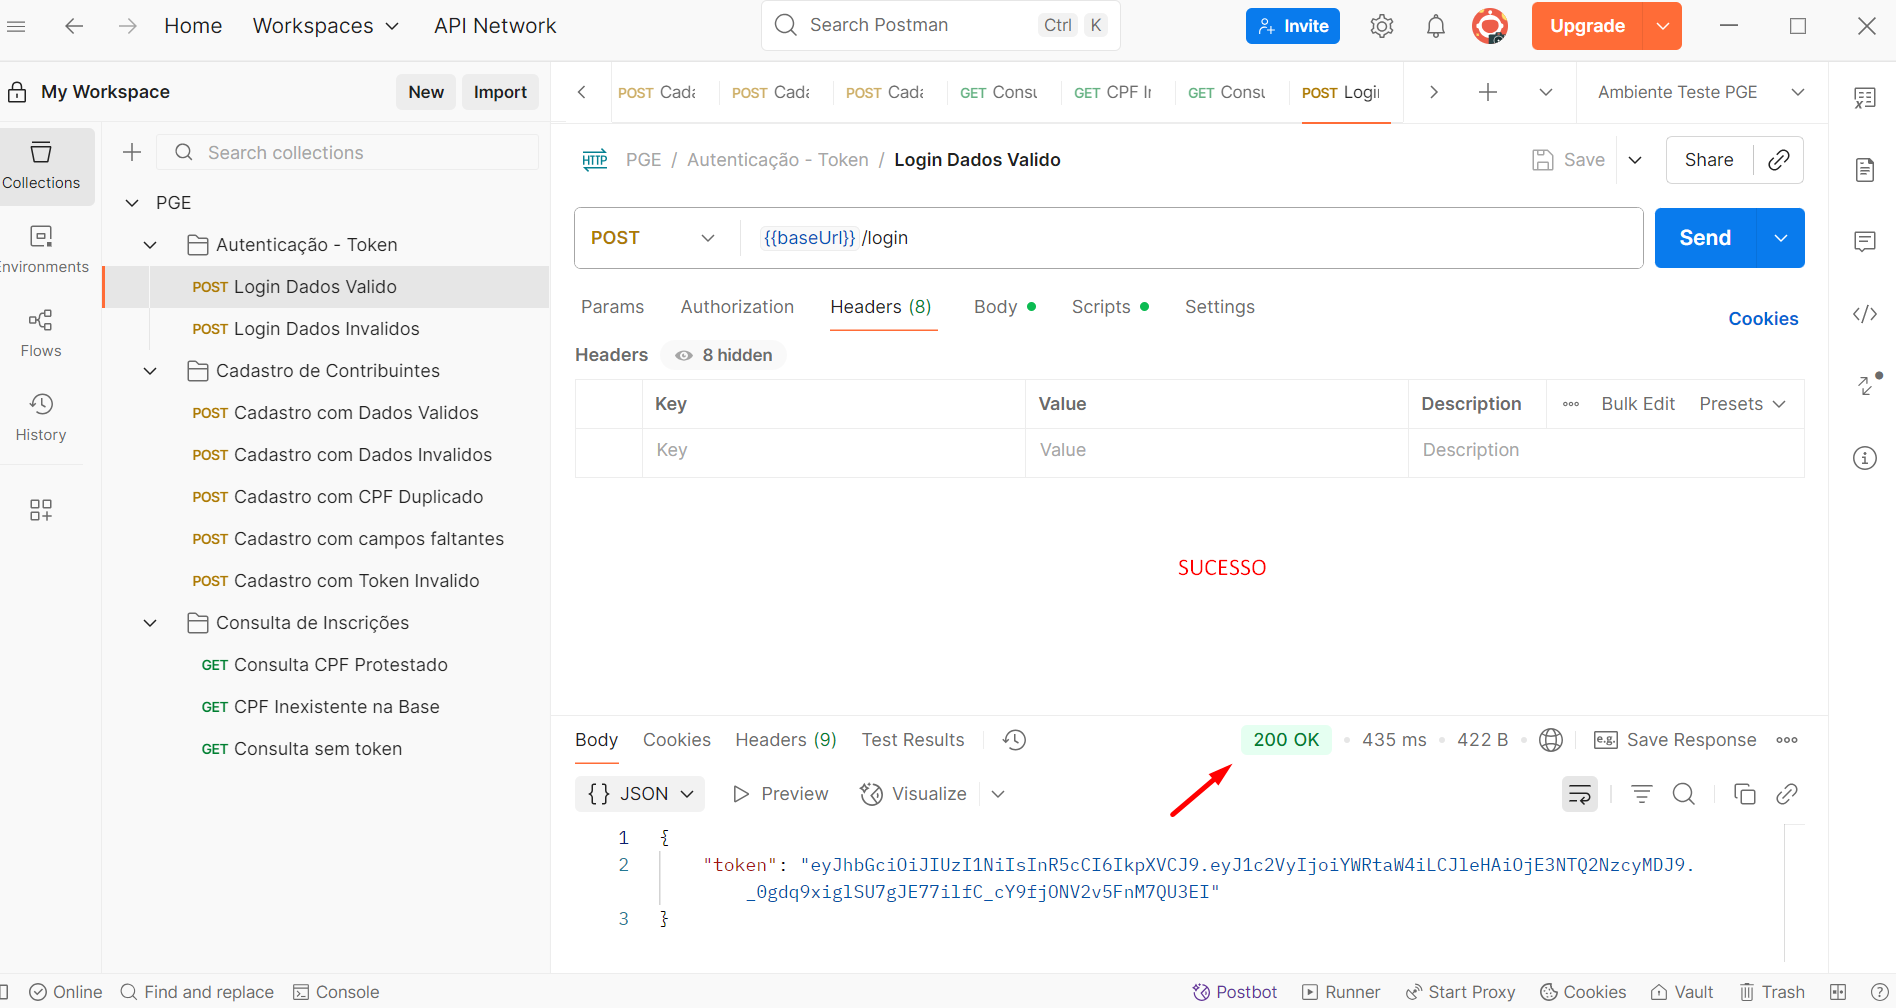 Home
Workspaces
API Network
Search Postman
Ctrl K
Invite
Upgrade
My Workspace
New
Import
POST Cada
POST Cada
POST Cada
GET Consu
GET CPF Ir
GET Consu
POST Login
Ambiente Teste PGE
Collections
Environments
Flows
History
Search collections
PGE
Autenticação - Token
POST Login Dados Valido
POST Login Dados Invalidos
Cadastro de Contribuintes
POST Cadastro com Dados Validos
POST Cadastro com Dados Invalidos
POST Cadastro com CPF Duplicado
POST Cadastro com campos faltantes
POST Cadastro com Token Invalido
Consulta de Inscrições
GET Consulta CPF Protestado
GET CPF Inexistente na Base
GET Consulta sem token
HTTP PGE / Autenticação - Token / Login Dados Valido
Save
Share
POST
{{baseUrl}}/login
Send
Params
Authorization
Headers (8)
Body
Scripts
Settings
Cookies
Headers
8 hidden
Key
Value
Description
Bulk Edit
Presets
Key
Value
Description
SUCESSO
Body
Cookies
Headers (9)
Test Results
200 OK
435 ms
422 B
e.g. Save Response
{} JSON
Preview
Visualize
1 {
2 "token": "eyJhbGciOiJIUzI1NiIsInR5cCI6IkpXVCJ9.eyJ1c2VyIjoiYWRtaW4iLCJleHAiOjE3NTQ2NzcyMDJ9.
_0gdq9xiglSU7gJE77ilfC_cY9fjONV2v5FnM7QU3EI"
3 }
Online
Find and replace
Console
Postbot
Runner
Start Proxy
Cookies
Vault
Trash